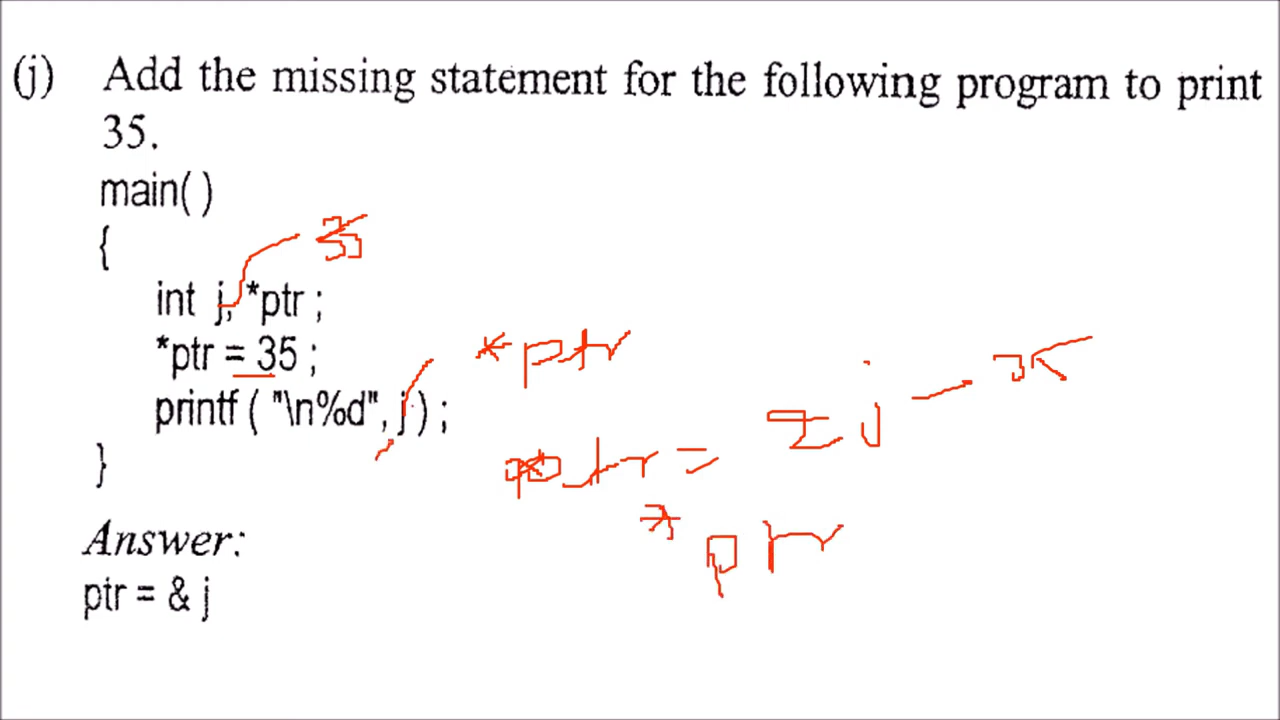 (j) Add the missing statement for the following program to print
35.
main( )
{
int j, *ptr ;
*ptr = 35 ;
printf ( "\n%d", j ) ;
}
Answer:
ptr = & j
35
*ptr
ptr = &j
35
*ptr